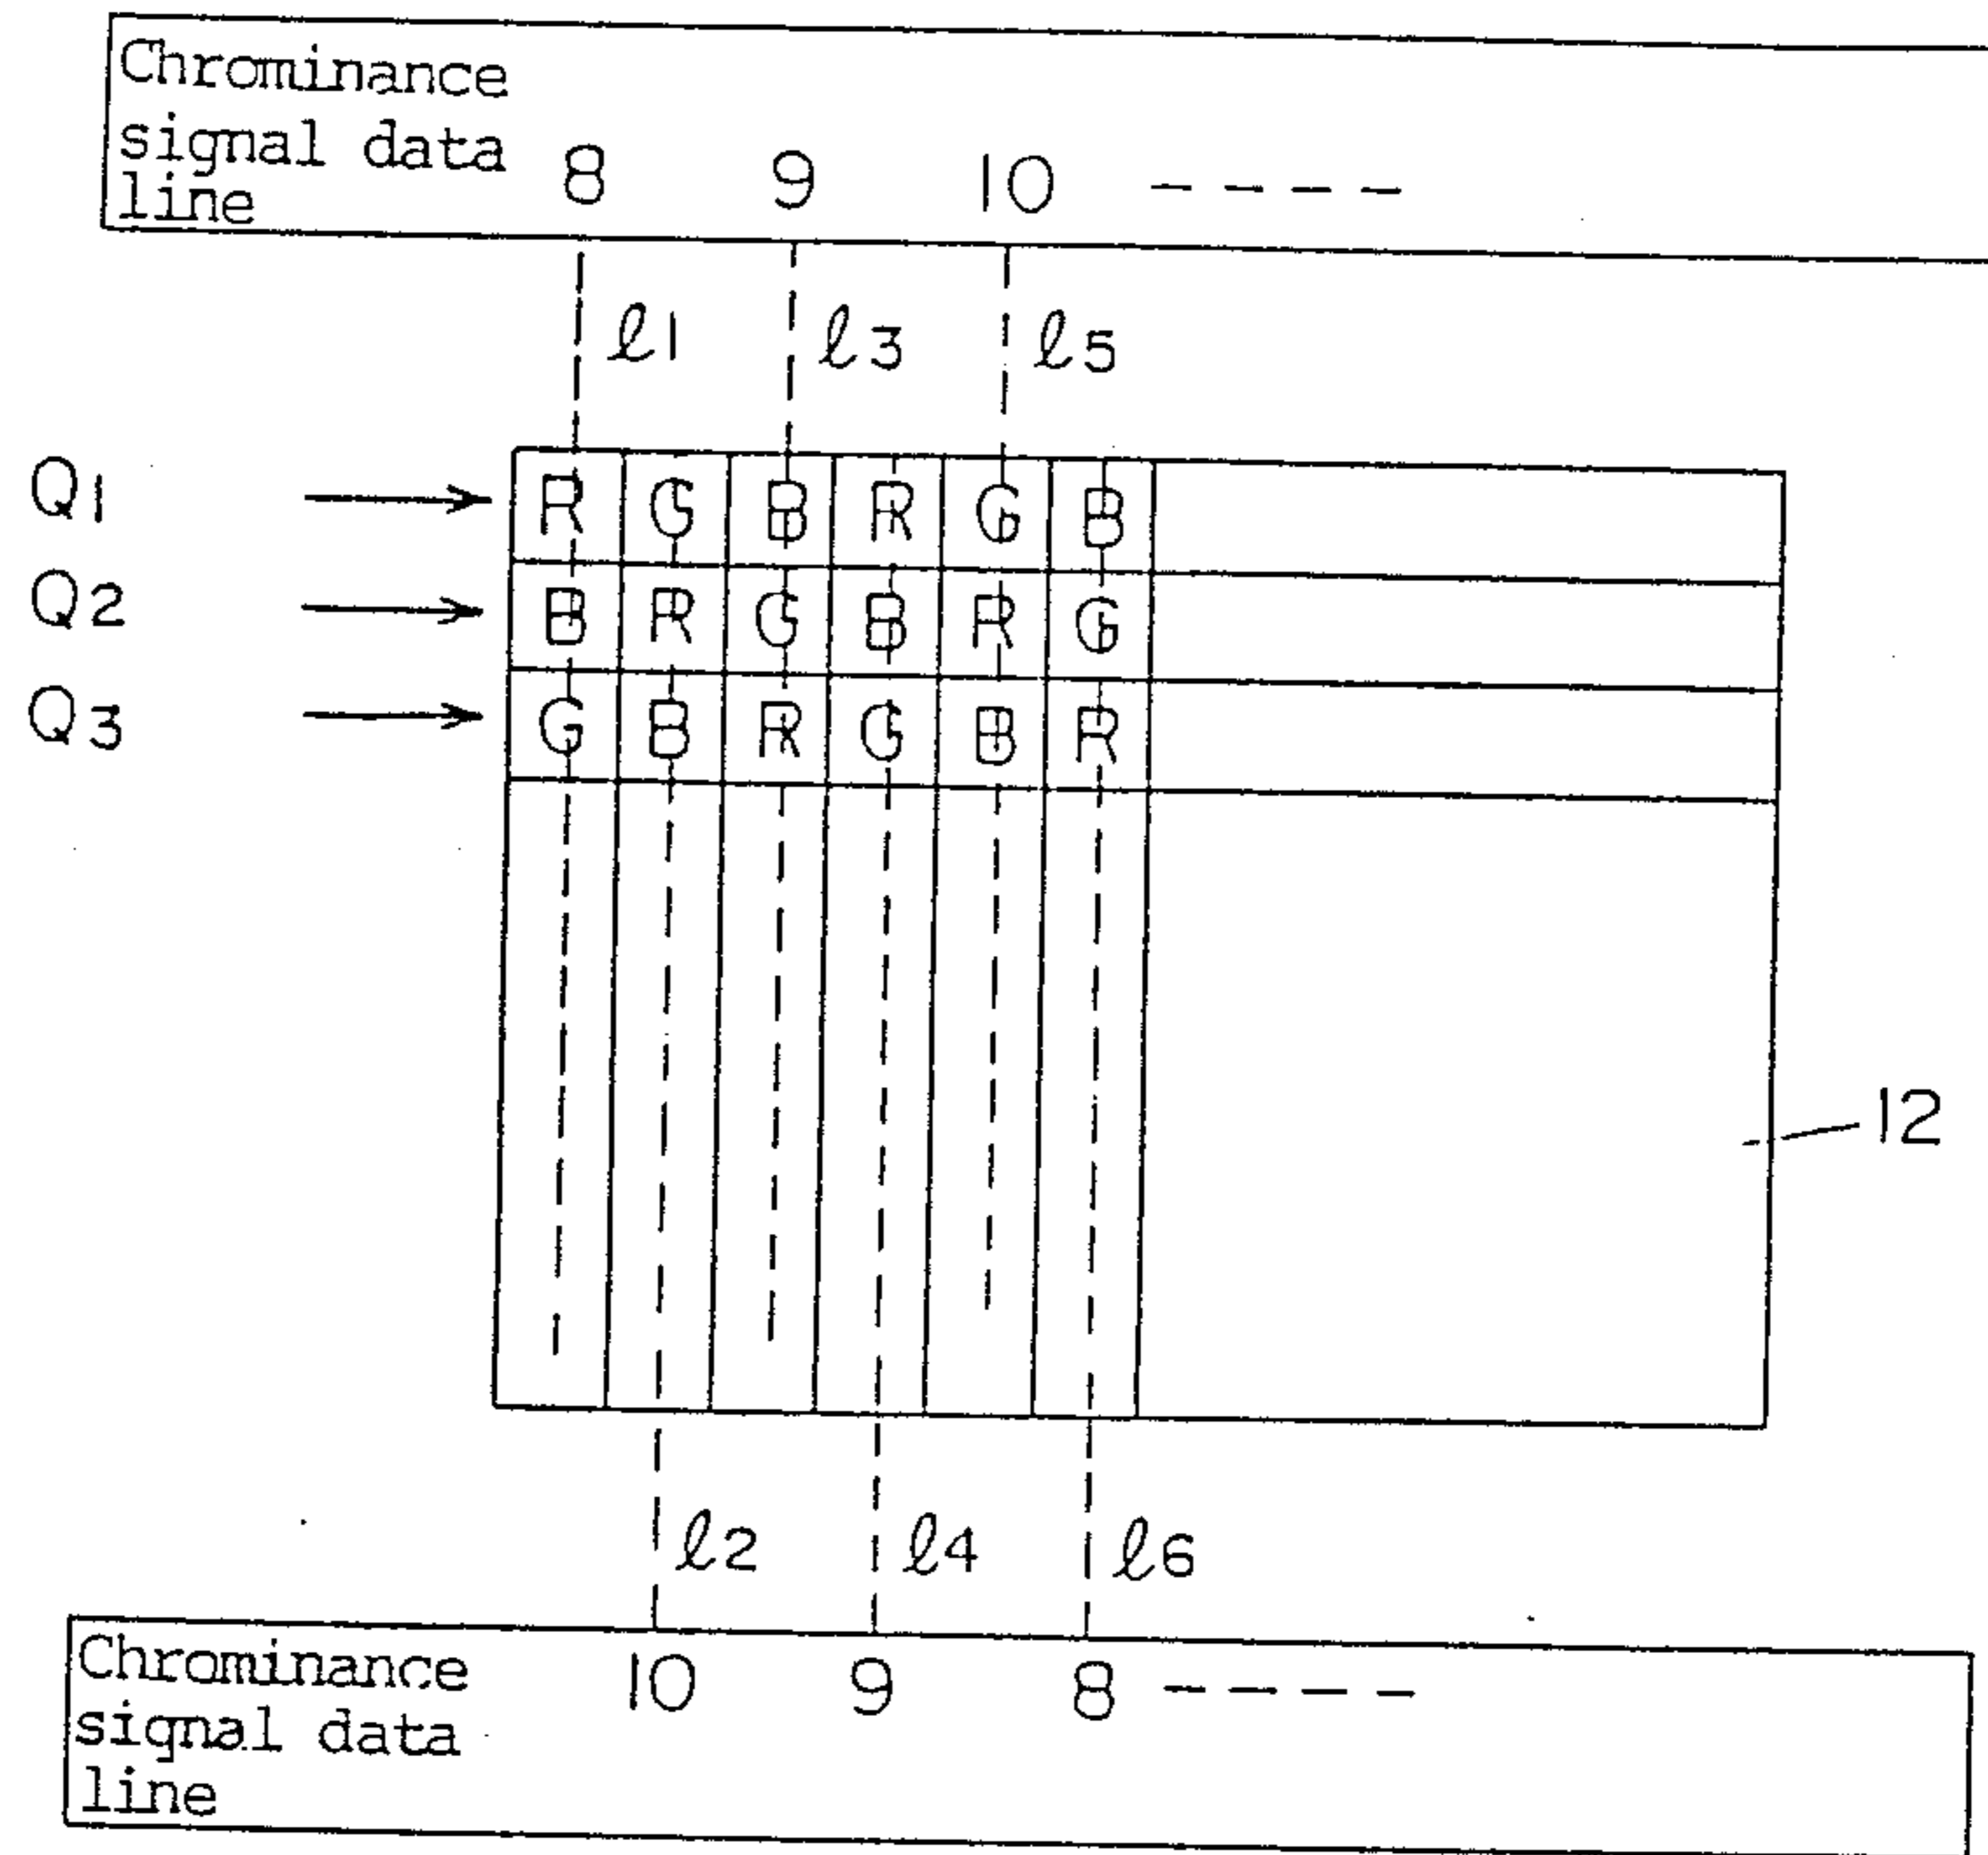 Chrominance
signal data
line
8 9 10 ----
ℓ1 ℓ3 ℓ5
Q1 R G B R G B
Q2 B R G B R G
Q3 G B R G B R
12
ℓ2 ℓ4 ℓ6
Chrominance
signal data
line
10 9 8 ----